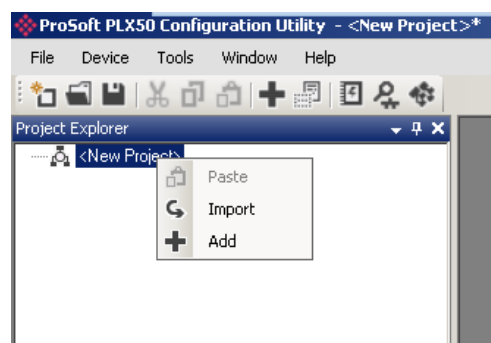 ProSoft PLX50 Configuration Utility - <New Project>*
File Device Tools Window Help
Project Explorer
<New Project>
Paste
Import
Add